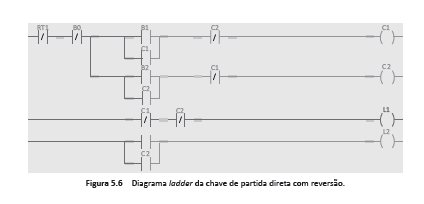 RT1 B0 B1 C2 C1
C1
B2 C1 C2
C2
C1 C2 L1
L2
C2
Figura 5.6 Diagrama ladder da chave de partida direta com reversão.